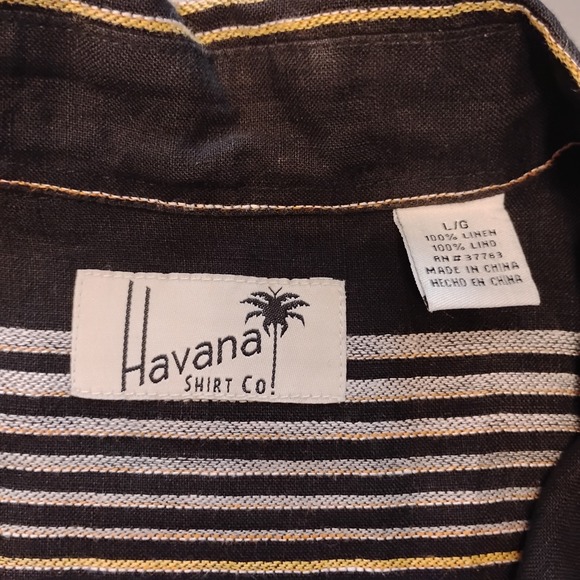 Havana
SHIRT CO.
L/G
100% LINEN
100% LINO
RN # 37763
MADE IN CHINA
HECHO EN CHINA